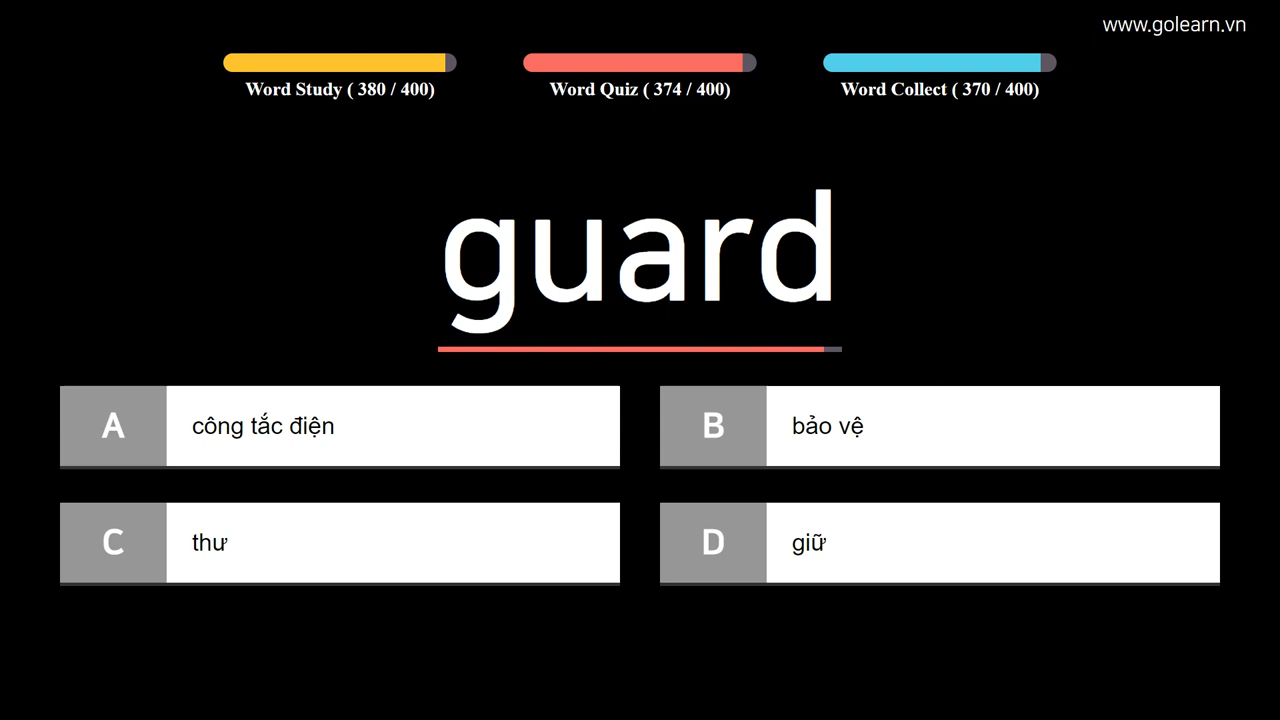 www.golearn.vn
Word Study ( 380 / 400)
Word Quiz ( 374 / 400)
Word Collect ( 370 / 400)
guard
A công tắc điện
B bảo vệ
C thư
D giữ